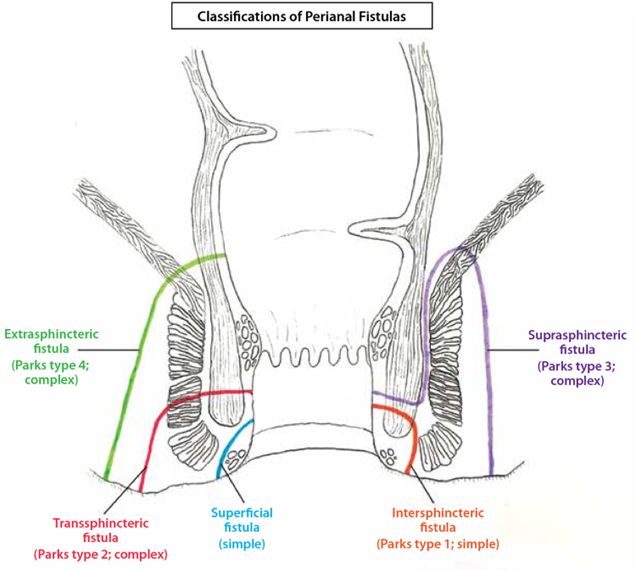 Classifications of Perianal Fistulas
Extrasphincteric
fistula
(Parks type 4;
complex)
Suprasphincteric
fistula
(Parks type 3;
complex)
Transsphincteric
fistula
(Parks type 2; complex)
Superficial
fistula
(simple)
Intersphincteric
fistula
(Parks type 1; simple)